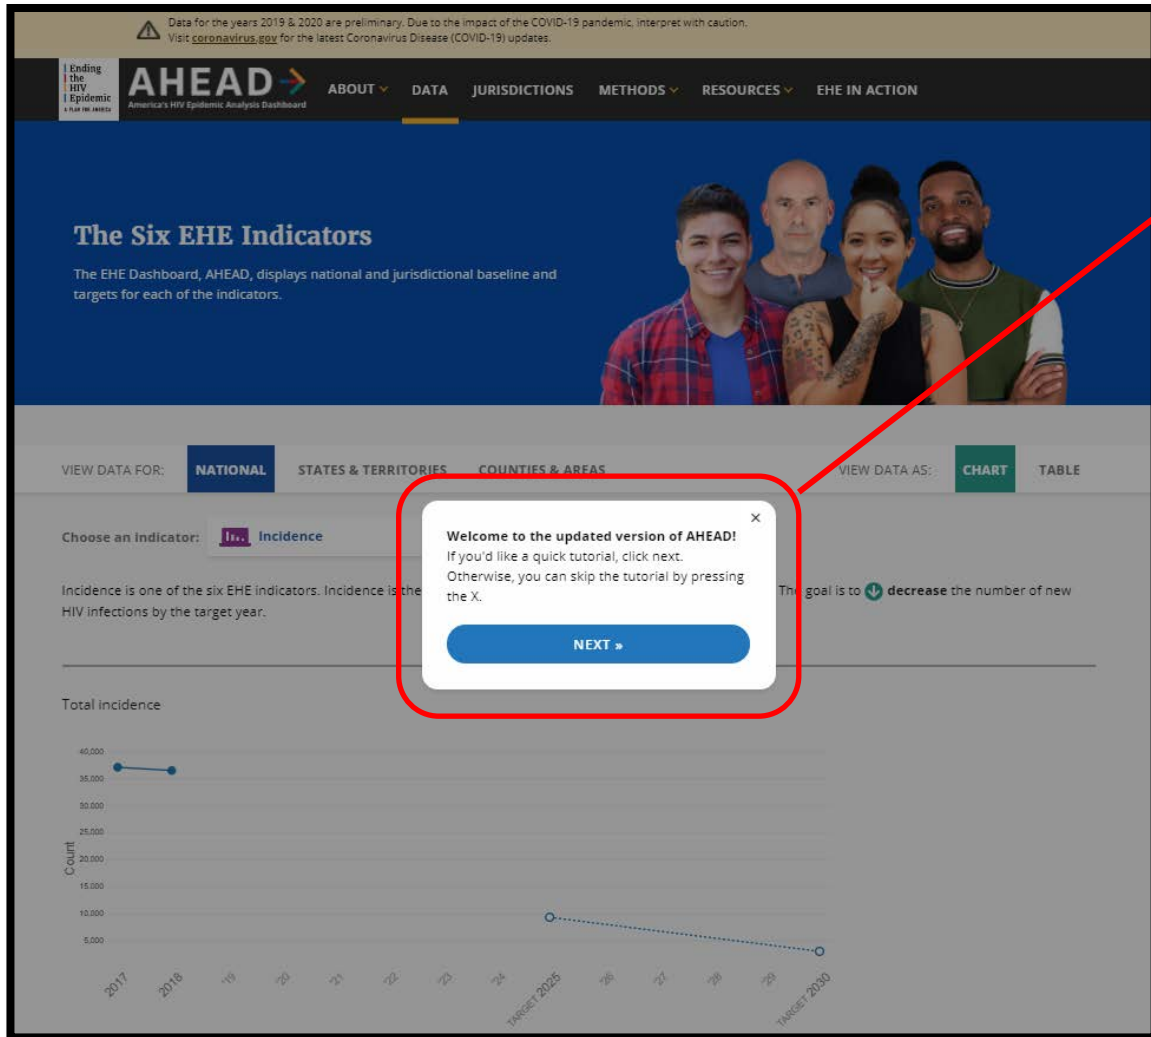 Data for the years 2019 & 2020 are preliminary. Due to the impact of the COVID-19 pandemic, interpret with caution.
Visit coronavirus.gov for the latest Coronavirus Disease (COVID-19) updates.
Ending
the
HIV
Epidemic
A PLAN FOR AMERICA
AHEAD
America's HIV Epidemic Analysis Dashboard
ABOUT DATA JURISDICTIONS METHODS RESOURCES EHE IN ACTION
The Six EHE Indicators
The EHE Dashboard, AHEAD, displays national and jurisdictional baseline and
targets for each of the indicators.
VIEW DATA FOR: NATIONAL STATES & TERRITORIES COUNTIES & AREAS VIEW DATA AS: CHART TABLE
Choose an indicator: Incidence
×
Welcome to the updated version of AHEAD!
If you'd like a quick tutorial, click next.
Otherwise, you can skip the tutorial by pressing
the X.
NEXT »
Incidence is one of the six EHE indicators. Incidence is the The goal is to decrease the number of new
HIV infections by the target year.
Total incidence
Count
40,000
35,000
30,000
25,000
20,000
15,000
10,000
5,000
2017 2018 '19 '20 '21 '22 '23 '24 TARGET 2025 '26 '27 '28 '29 TARGET 2030